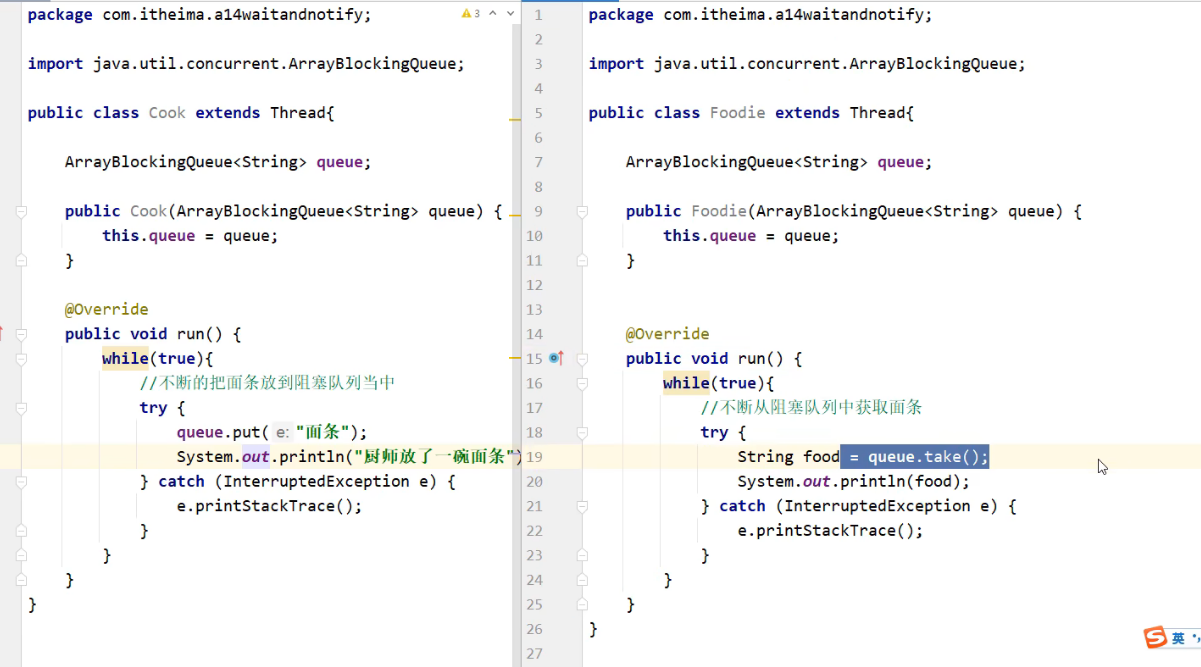 package com.itheima.a14waitandnotify;
3
import java.util.concurrent.ArrayBlockingQueue;
public class Cook extends Thread{
ArrayBlockingQueue<String> queue;
public Cook(ArrayBlockingQueue<String> queue) {
this.queue = queue;
}
@Override
public void run() {
while(true){
//不断的把面条放到阻塞队列当中
try {
queue.put( e: "面条");
System.out.println("厨师放了一碗面条")
} catch (InterruptedException e) {
e.printStackTrace();
}
}
}
}
1 package com.itheima.a14waitandnotify;
2
3 import java.util.concurrent.ArrayBlockingQueue;
4
5 public class Foodie extends Thread{
6
7 ArrayBlockingQueue<String> queue;
8
9 public Foodie(ArrayBlockingQueue<String> queue) {
10 this.queue = queue;
11 }
12
13
14 @Override
15 public void run() {
16 while(true){
17 //不断从阻塞队列中获取面条
18 try {
19 String food = queue.take();
20 System.out.println(food);
21 } catch (InterruptedException e) {
22 e.printStackTrace();
23 }
24 }
25 }
26 }
27
S 英